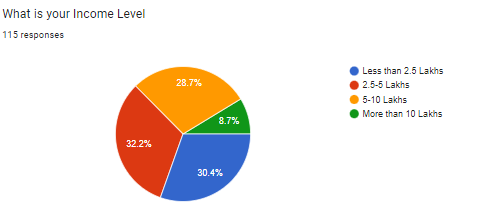 What is your Income Level
115 responses
28.7%
8.7%
32.2%
30.4%
Less than 2.5 Lakhs
2.5-5 Lakhs
5-10 Lakhs
More than 10 Lakhs